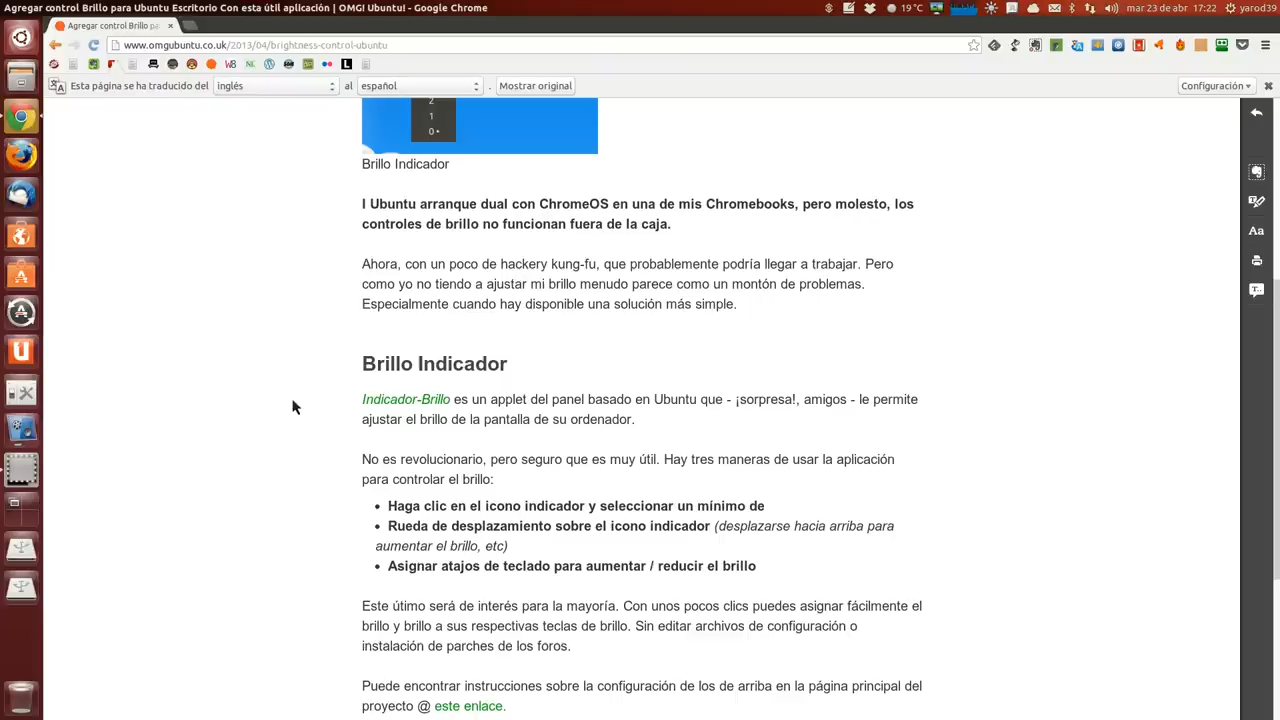 Agregar control Brillo para Ubuntu Escritorio Con esta útil aplicación | OMG! Ubuntu! - Google Chrome
19°C
mar 23 de abr
17:22
yarod39
Agregar control Brillo pa
www.omgubuntu.co.uk/2013/04/brightness-control-ubuntu
W8
NL
L
Esta página se ha traducido del
inglés
al
español
.
Mostrar original
Configuración
2
1
0
Brillo Indicador
I Ubuntu arranque dual con ChromeOS en una de mis Chromebooks, pero molesto, los
controles de brillo no funcionan fuera de la caja.
Ahora, con un poco de hackery kung-fu, que probablemente podría llegar a trabajar. Pero
como yo no tiendo a ajustar mi brillo menudo parece como un montón de problemas.
Especialmente cuando hay disponible una solución más simple.
Aa
T..
Brillo Indicador
Indicador-Brillo es un applet del panel basado en Ubuntu que - ¡sorpresa!, amigos - le permite
ajustar el brillo de la pantalla de su ordenador.
No es revolucionario, pero seguro que es muy útil. Hay tres maneras de usar la aplicación
para controlar el brillo:
• Haga clic en el icono indicador y seleccionar un mínimo de
• Rueda de desplazamiento sobre el icono indicador (desplazarse hacia arriba para
aumentar el brillo, etc)
• Asignar atajos de teclado para aumentar / reducir el brillo
Este útimo será de interés para la mayoría. Con unos pocos clics puedes asignar fácilmente el
brillo y brillo a sus respectivas teclas de brillo. Sin editar archivos de configuración o
instalación de parches de los foros.
Puede encontrar instrucciones sobre la configuración de los de arriba en la página principal del
proyecto @ este enlace.